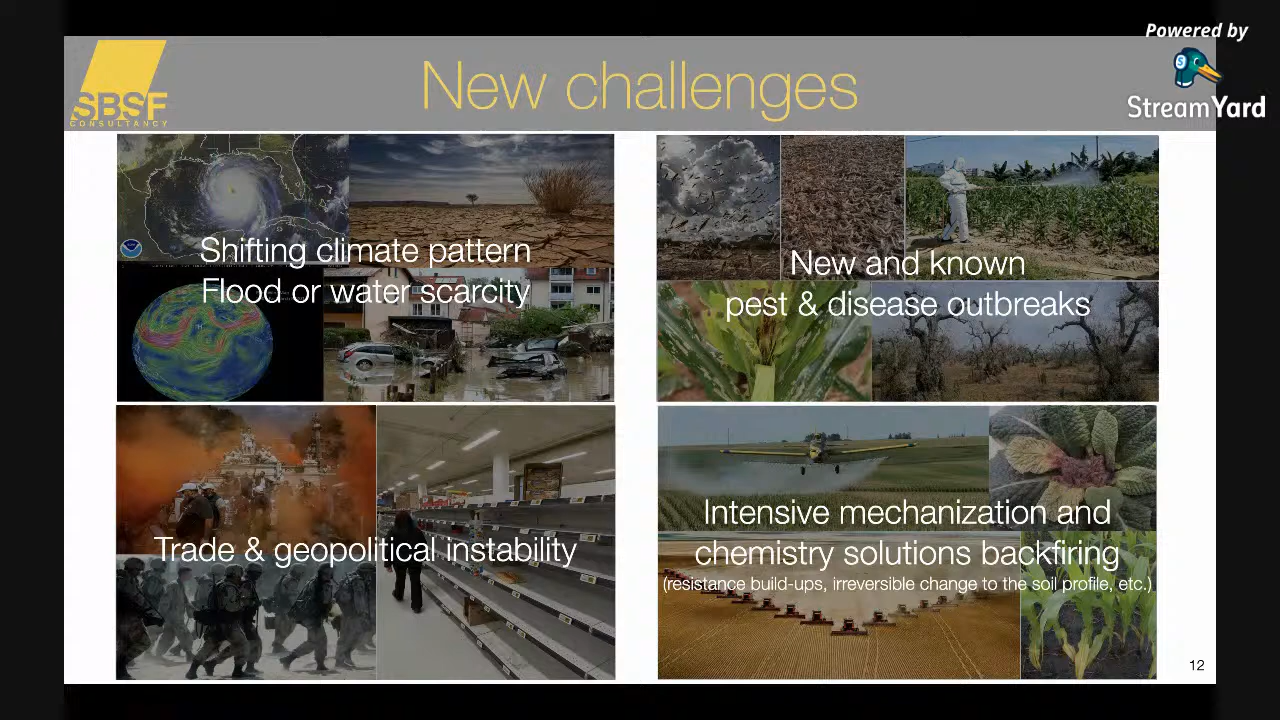 Powered by
StreamYard
SBSF
CONSULTANCY
New challenges
Shifting climate pattern
Flood or water scarcity
New and known
pest & disease outbreaks
Trade & geopolitical instability
Intensive mechanization and
chemistry solutions backfiring
(resistance build-ups, irreversible change to the soil profile, etc.)
12